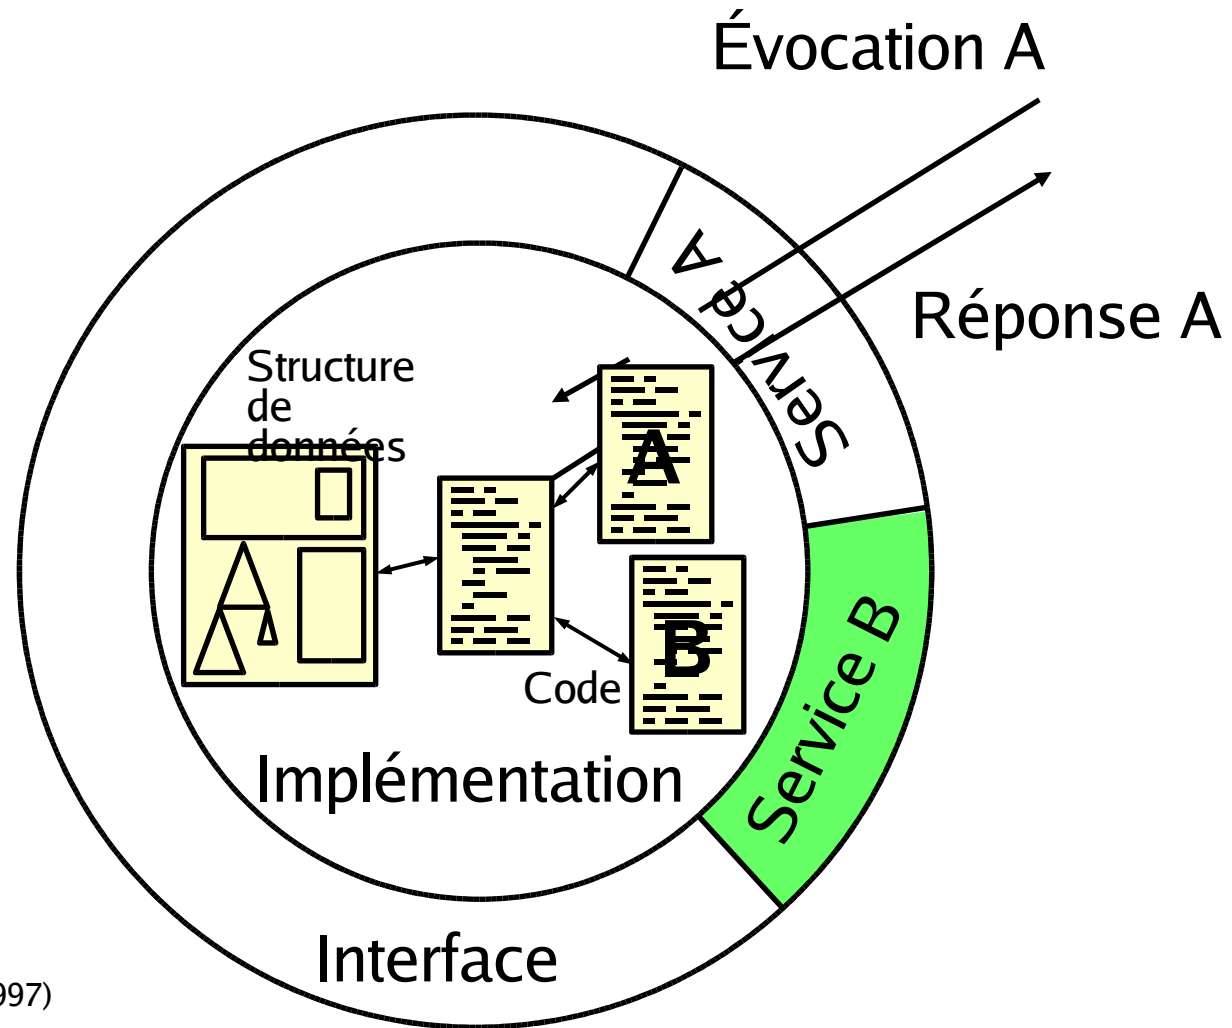 Évocation A
Service A
Réponse A
Structure
de
données
A
B
Code
Service B
Implémentation
Interface
997)